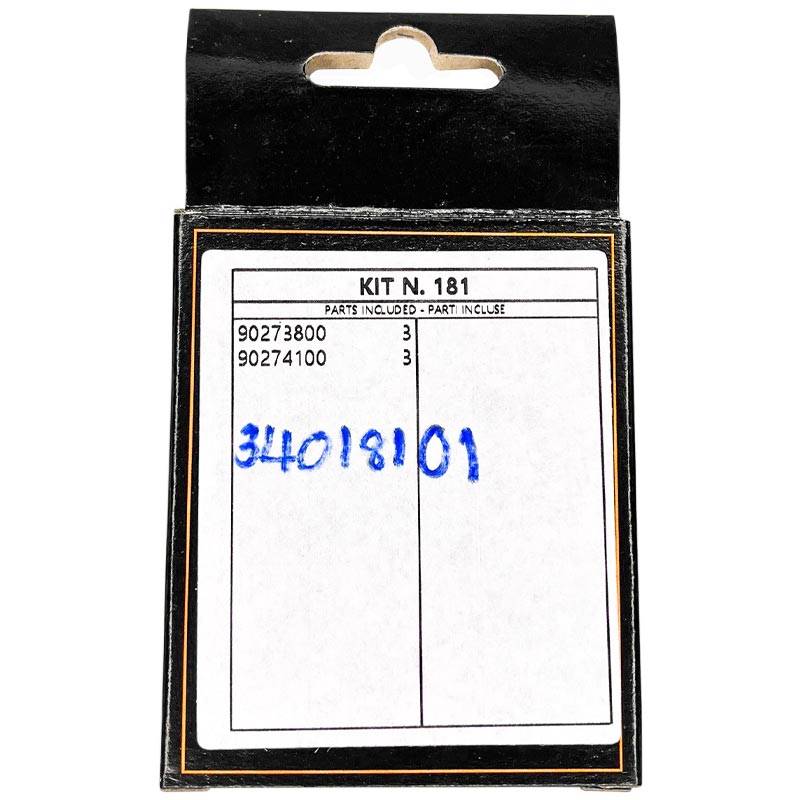 KIT N. 181
PARTS INCLUDED - PARTI INCLUSE
90273800 3
90274100 3
34018101